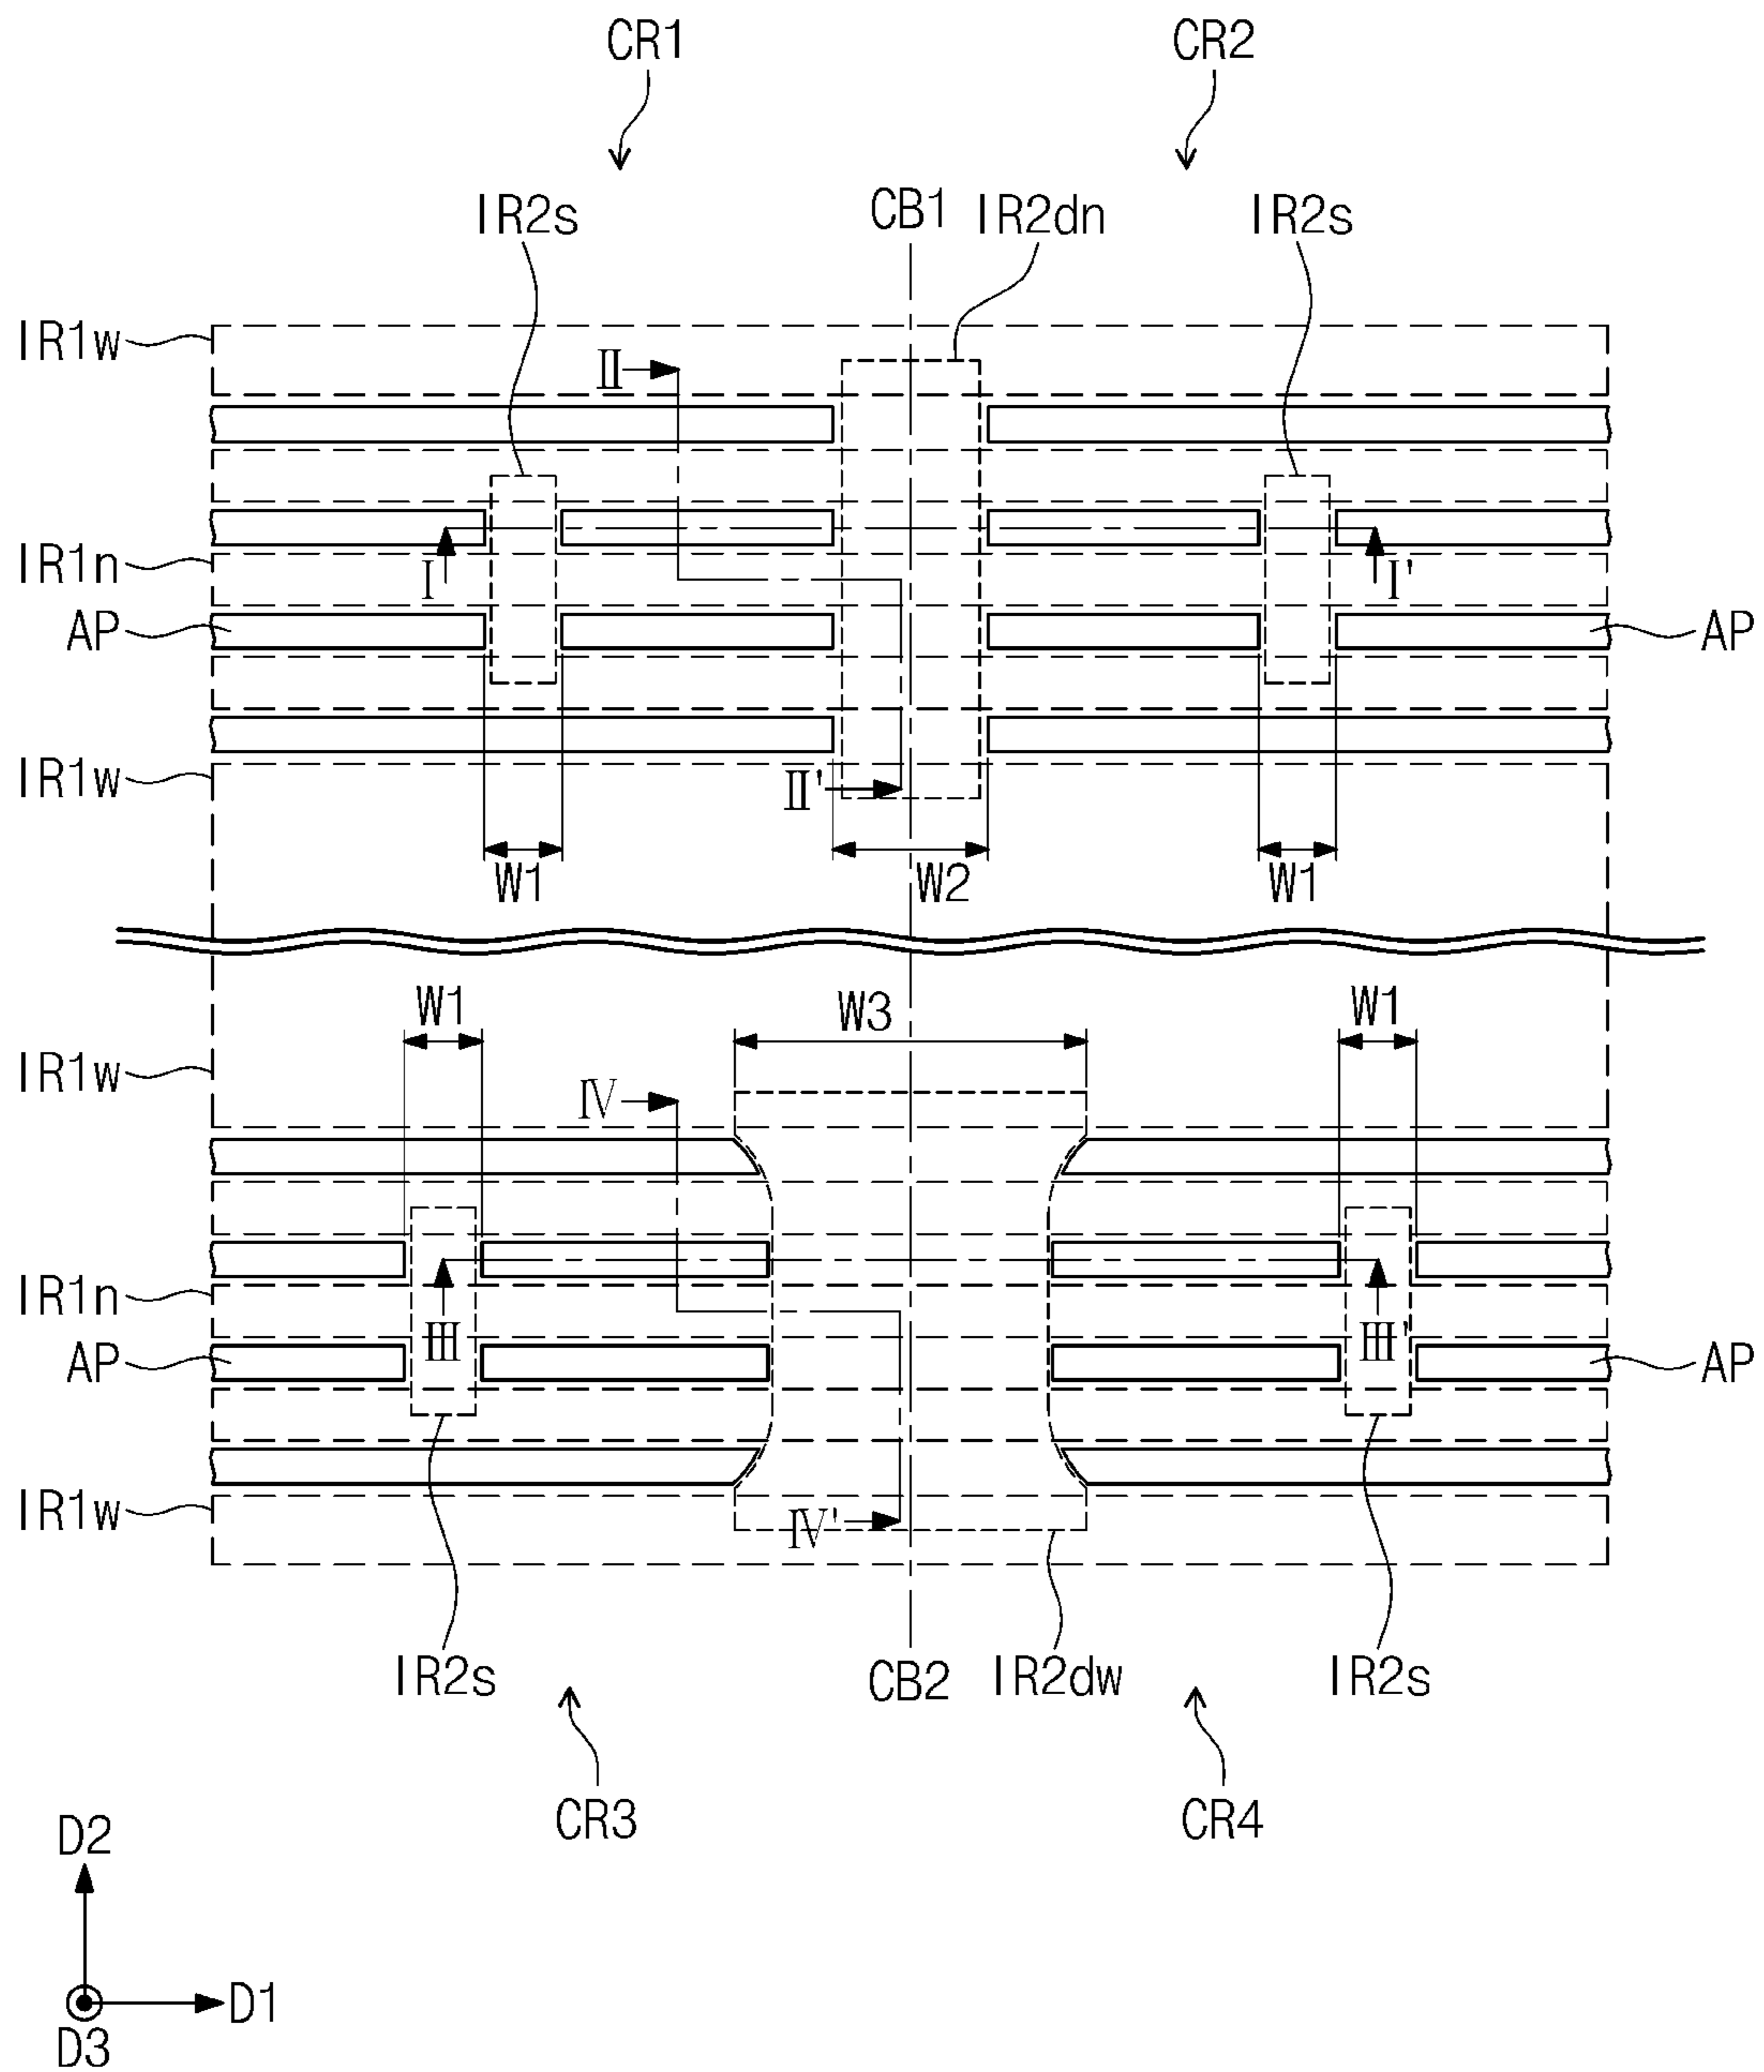 CR1 CR2
IR2s CB1 IR2dn IR2s
IR1w
Ⅱ
IR1n
Ⅰ Ⅰ'
AP AP
IR1w
Ⅱ'
W1 W2 W1
W1 W3 W1
IR1w
Ⅳ
IR1n
Ⅲ Ⅲ'
AP AP
IR1w
Ⅳ'
IR2s CB2 IR2dw IR2s
CR3 CR4
D2
D1
D3